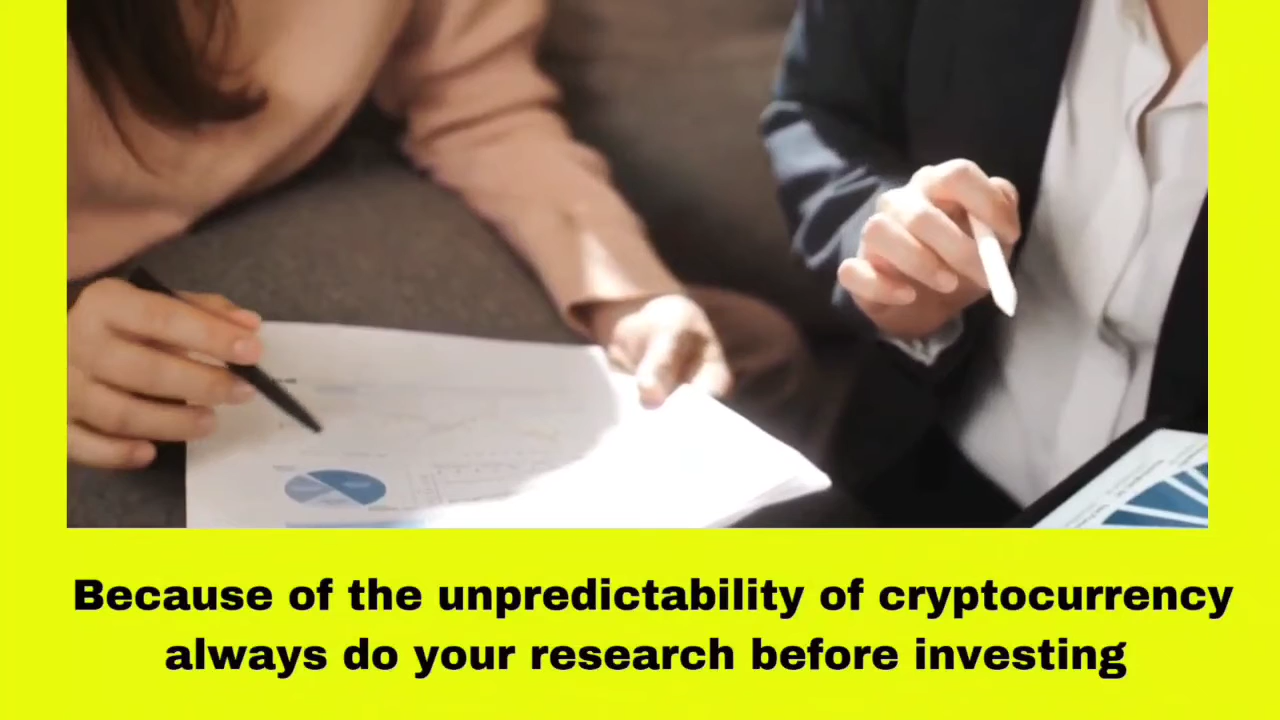 Because of the unpredictability of cryptocurrency
always do your research before investing